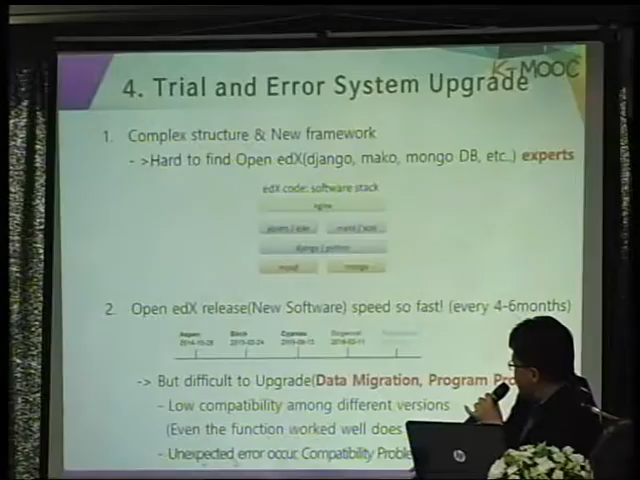 K-MOOC
4. Trial and Error System Upgrade
1. Complex structure & New framework
- >Hard to find Open edX(django, mako, mongo DB, etc..) experts
edX code: software stack
nginx
django / python
mysql
mongo
2. Open edX release(New Software) speed so fast! (every 4-6months)
Aspen Birch Cypress Dogwood
2014-10-28 2015-02-24 2015-08-13 2016-02-11
-> But difficult to Upgrade(Data Migration, Program Pro
- Low compatibility among different versions
(Even the function worked well does
- Unexpected error occur. Compatibility Proble
hp